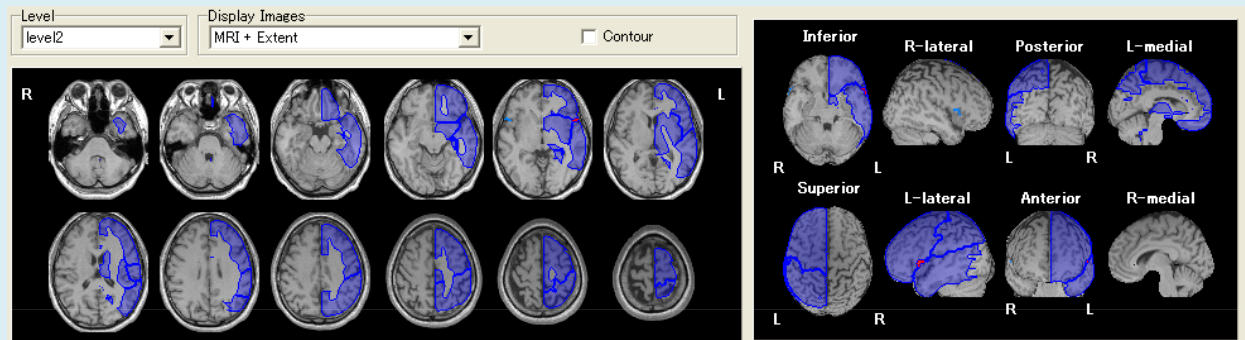 Level
level2
Display Images
MRI + Extent
Contour
R
L
Inferior
R-lateral
Posterior
L-medial
R
L
L
R
Superior
L-lateral
Anterior
R-medial
L
R
R
L